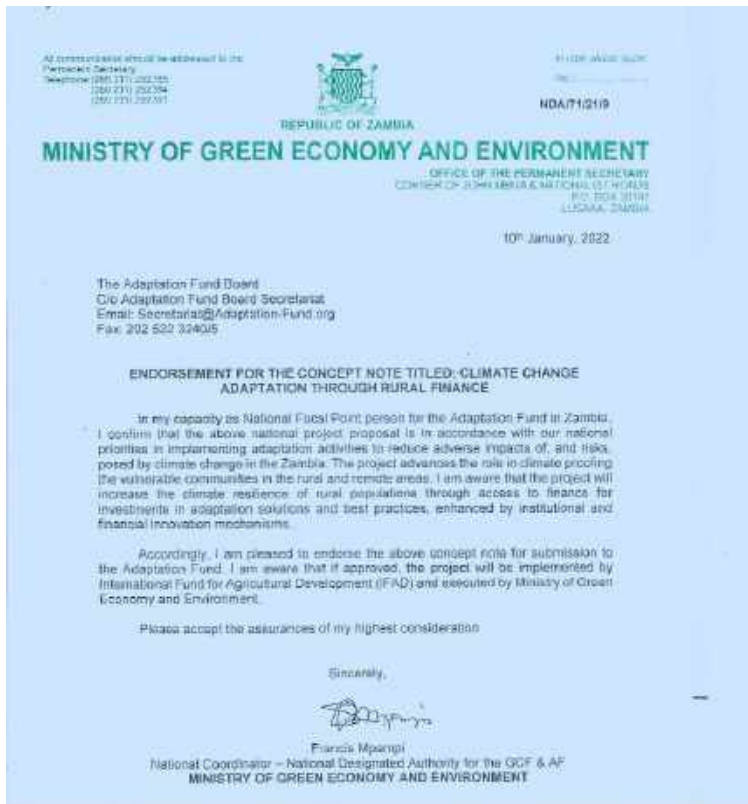 All communication should be addressed to the
Permanent Secretary
Telephone: (260 211)
NDA/71/21/9
REPUBLIC OF ZAMBIA
MINISTRY OF GREEN ECONOMY AND ENVIRONMENT
OFFICE OF THE PERMANENT SECRETARY
CORNER OF JOHN MBITA & NATIONALIST ROADS
P.O. BOX
LUSAKA, ZAMBIA
10th January, 2022
The Adaptation Fund Board
C/o Adaptation Fund Board Secretariat
Email: Secretariat@Adaptation-Fund.org
Fax: 202 522 3240/5
ENDORSEMENT FOR THE CONCEPT NOTE TITLED: CLIMATE CHANGE
ADAPTATION THROUGH RURAL FINANCE
In my capacity as National Focal Point person for the Adaptation Fund in Zambia,
I confirm that the above national project proposal is in accordance with our national
priorities in implementing adaptation activities to reduce adverse impacts of, and risks,
posed by climate change in the Zambia. The project advances the role in climate proofing
the vulnerable communities in the rural and remote areas. I am aware that the project will
increase the climate resilience of rural populations through access to finance for
investments in adaptation solutions and best practices, enhanced by institutional and
financial innovation mechanisms.
Accordingly, I am pleased to endorse the above concept note for submission to
the Adaptation Fund. I am aware that if approved, the project will be implemented by
International Fund for Agricultural Development (IFAD) and executed by Ministry of Green
Economy and Environment.
Please accept the assurances of my highest consideration
Sincerely,
Francis Mpampi
National Coordinator – National Designated Authority for the GCF & AF
MINISTRY OF GREEN ECONOMY AND ENVIRONMENT